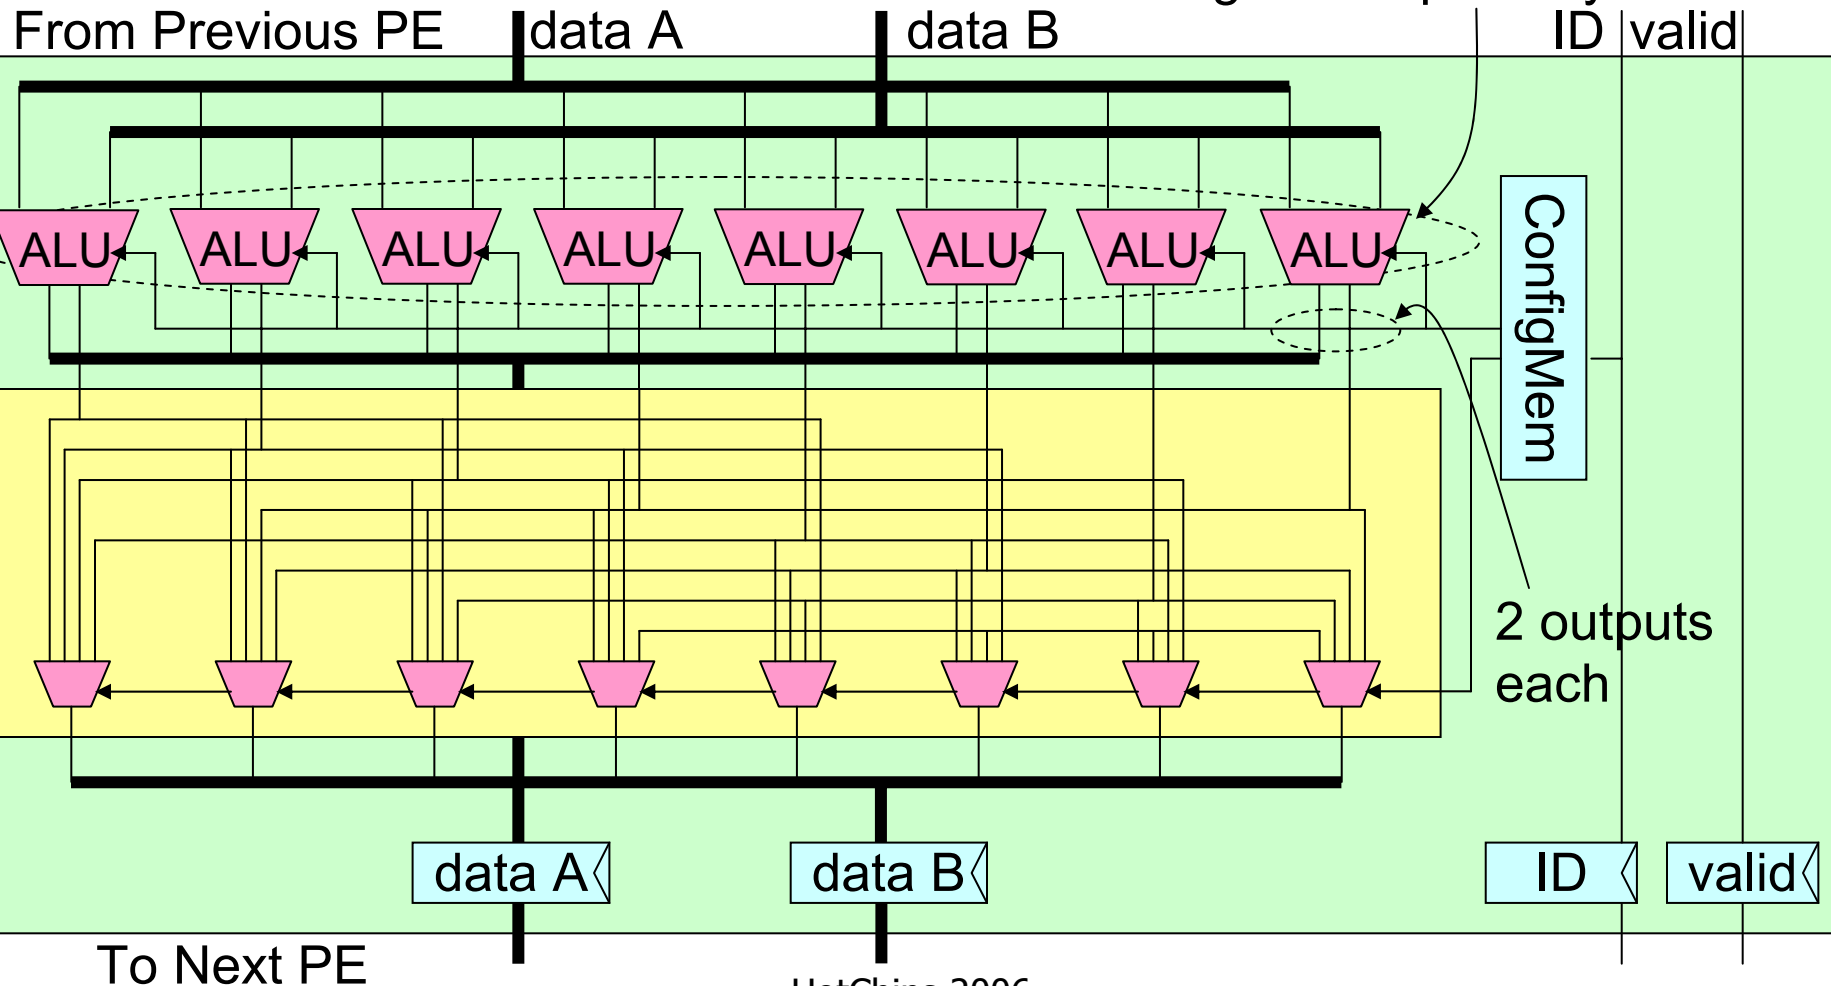 From Previous PE
data A
data B
ID
valid
ALU
ALU
ALU
ALU
ALU
ALU
ALU
ALU
ConfigMem
2 outputs
each
data A
data B
ID
valid
To Next PE